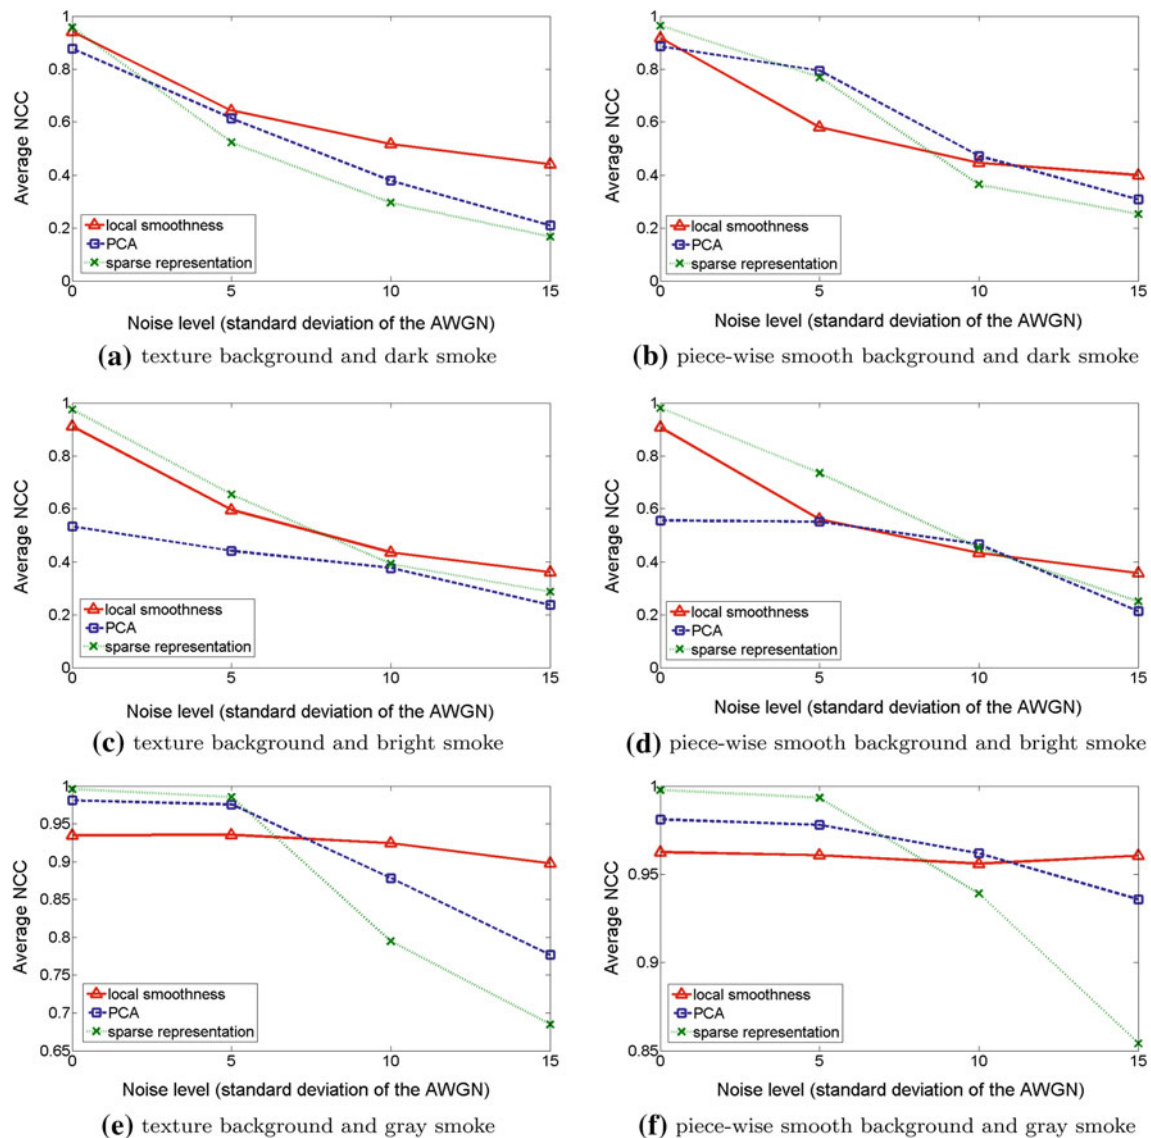 1
0.8
0.6
0.4
0.2
0
Average NCC
local smoothness
PCA
sparse representation
0 5 10 15
Noise level (standard deviation of the AWGN)
(a) texture background and dark smoke
1
0.8
0.6
0.4
0.2
0
Average NCC
local smoothness
PCA
sparse representation
0 5 10 15
Noise level (standard deviation of the AWGN)
(b) piece-wise smooth background and dark smoke
1
0.8
0.6
0.4
0.2
0
Average NCC
local smoothness
PCA
sparse representation
0 5 10 15
Noise level (standard deviation of the AWGN)
(c) texture background and bright smoke
1
0.8
0.6
0.4
0.2
0
Average NCC
local smoothness
PCA
sparse representation
0 5 10 15
Noise level (standard deviation of the AWGN)
(d) piece-wise smooth background and bright smoke
1
0.95
0.9
0.85
0.8
0.75
0.7
0.65
Average NCC
local smoothness
PCA
sparse representation
0 5 10 15
Noise level (standard deviation of the AWGN)
(e) texture background and gray smoke
1
0.95
0.9
0.85
Average NCC
local smoothness
PCA
sparse representation
0 5 10 15
Noise level (standard deviation of the AWGN)
(f) piece-wise smooth background and gray smoke